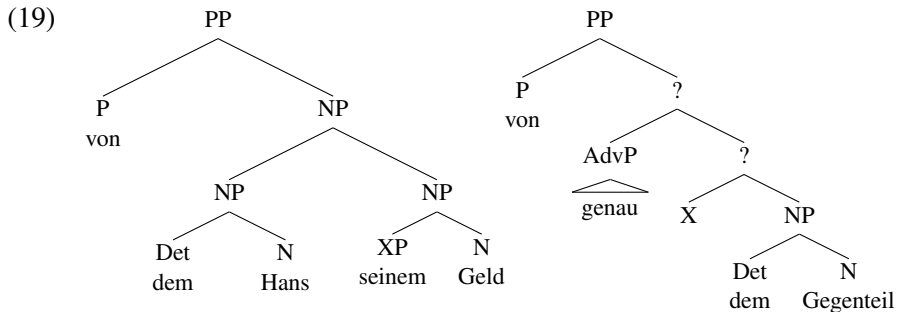 (19) PP PP
P NP P ?
von von
AdvP ?
NP NP
genau X NP
Det N XP N
dem Hans seinem Geld
Det N
dem Gegenteil